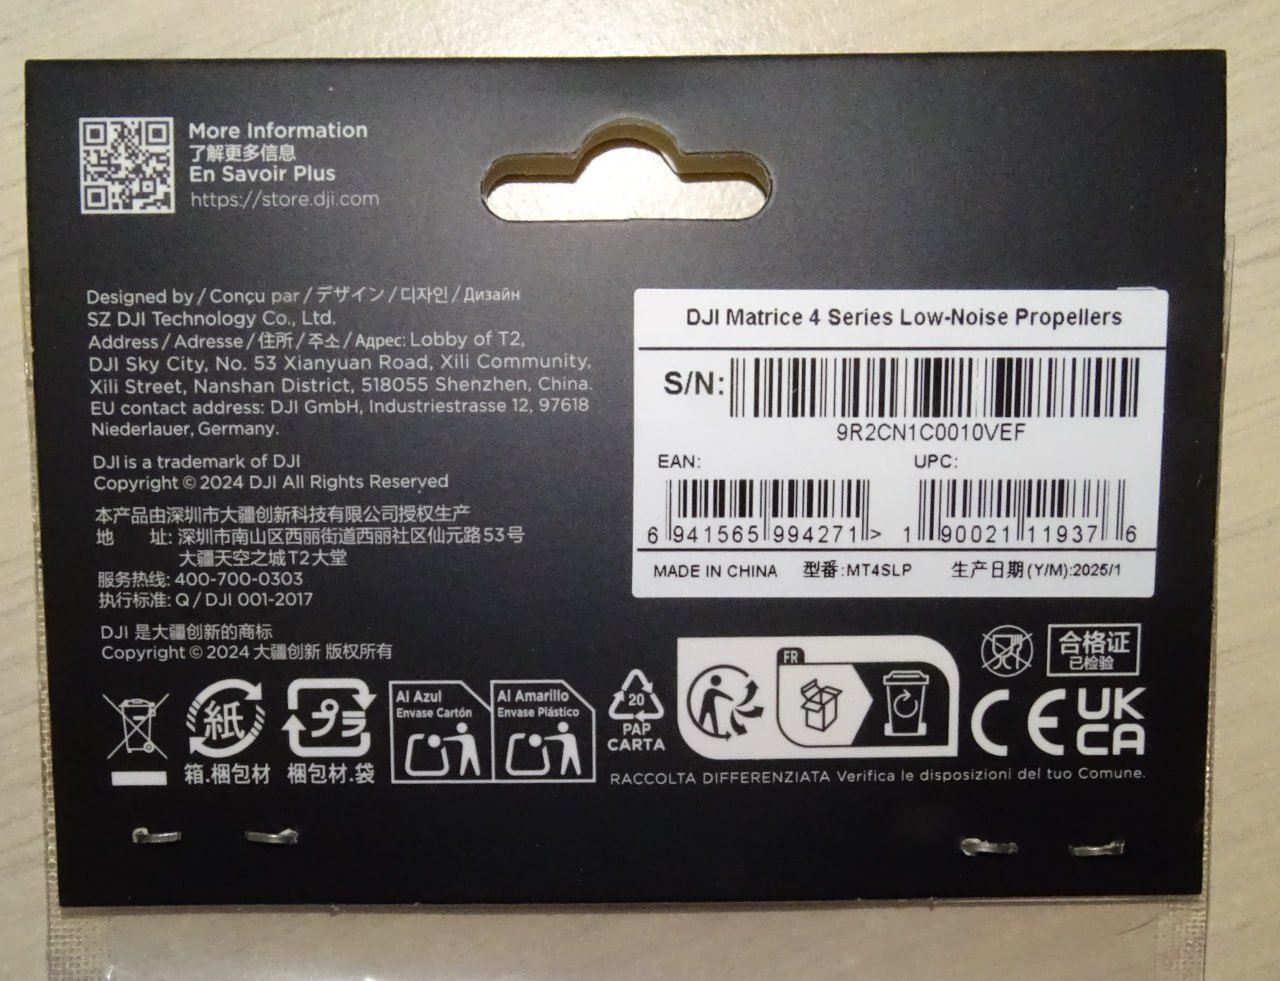 More Information
了解更多信息
En Savoir Plus
https://store.dji.com
Designed by / Conçu par / デザイン / 디자인 / Дизайн
SZ DJI Technology Co., Ltd.
Address / Adresse / 住所 / 주소 / Адрес: Lobby of T2,
DJI Sky City, No. 53 Xianyuan Road, Xili Community,
Xili Street, Nanshan District, 518055 Shenzhen, China.
EU contact address: DJI GmbH, Industriestrasse 12, 97618
Niederlauer, Germany.
DJI is a trademark of DJI
Copyright © 2024 DJI All Rights Reserved
本产品由深圳市大疆创新科技有限公司授权生产
地 址: 深圳市南山区西丽街道西丽社区仙元路53号
大疆天空之城T2大堂
服务热线: 400-700-0303
执行标准: Q / DJI 001-2017
DJI 是大疆创新的商标
Copyright © 2024 大疆创新 版权所有
DJI Matrice 4 Series Low-Noise Propellers
S/N:
9R2CN1C0010VEF
EAN: UPC:
6 941565 994271 > 1 90021 11937 6
MADE IN CHINA 型番:MT4SLP 生产日期(Y/M):2025/1
合格证
已检验
紙
箱.梱包材
プラ
梱包材.袋
Al Azul
Envase Cartón
Al Amarillo
Envase Plástico
20
PAP
CARTA
FR
CE
UK
CA
RACCOLTA DIFFERENZIATA Verifica le disposizioni del tuo Comune.